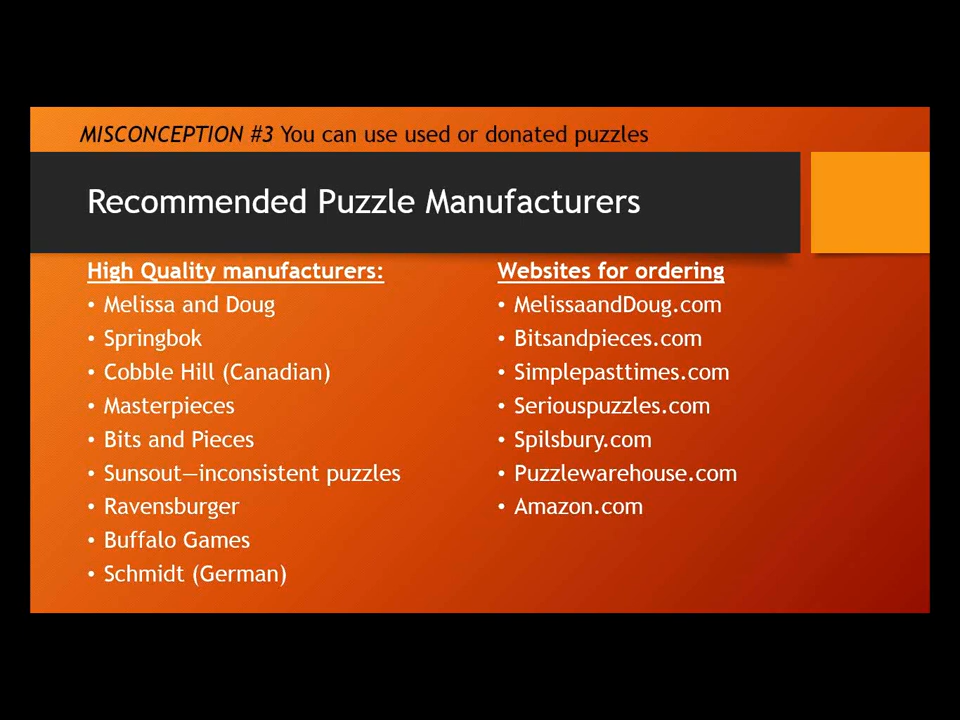 MISCONCEPTION #3 You can use used or donated puzzles
Recommended Puzzle Manufacturers
High Quality manufacturers:
• Melissa and Doug
• Springbok
• Cobble Hill (Canadian)
• Masterpieces
• Bits and Pieces
• Sunsout—inconsistent puzzles
• Ravensburger
• Buffalo Games
• Schmidt (German)
Websites for ordering
• MelissaandDoug.com
• Bitsandpieces.com
• Simplepasttimes.com
• Seriouspuzzles.com
• Spilsbury.com
• Puzzlewarehouse.com
• Amazon.com